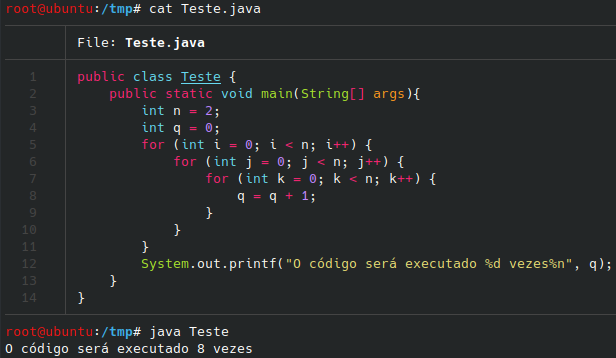 root@ubuntu:/tmp# cat Teste.java
File: Teste.java
1 public class Teste {
2 public static void main(String[] args){
3 int n = 2;
4 int q = 0;
5 for (int i = 0; i < n; i++) {
6 for (int j = 0; j < n; j++) {
7 for (int k = 0; k < n; k++) {
8 q = q + 1;
9 }
10 }
11 }
12 System.out.printf("O código será executado %d vezes%n", q);
13 }
14 }
root@ubuntu:/tmp# java Teste
O código será executado 8 vezes